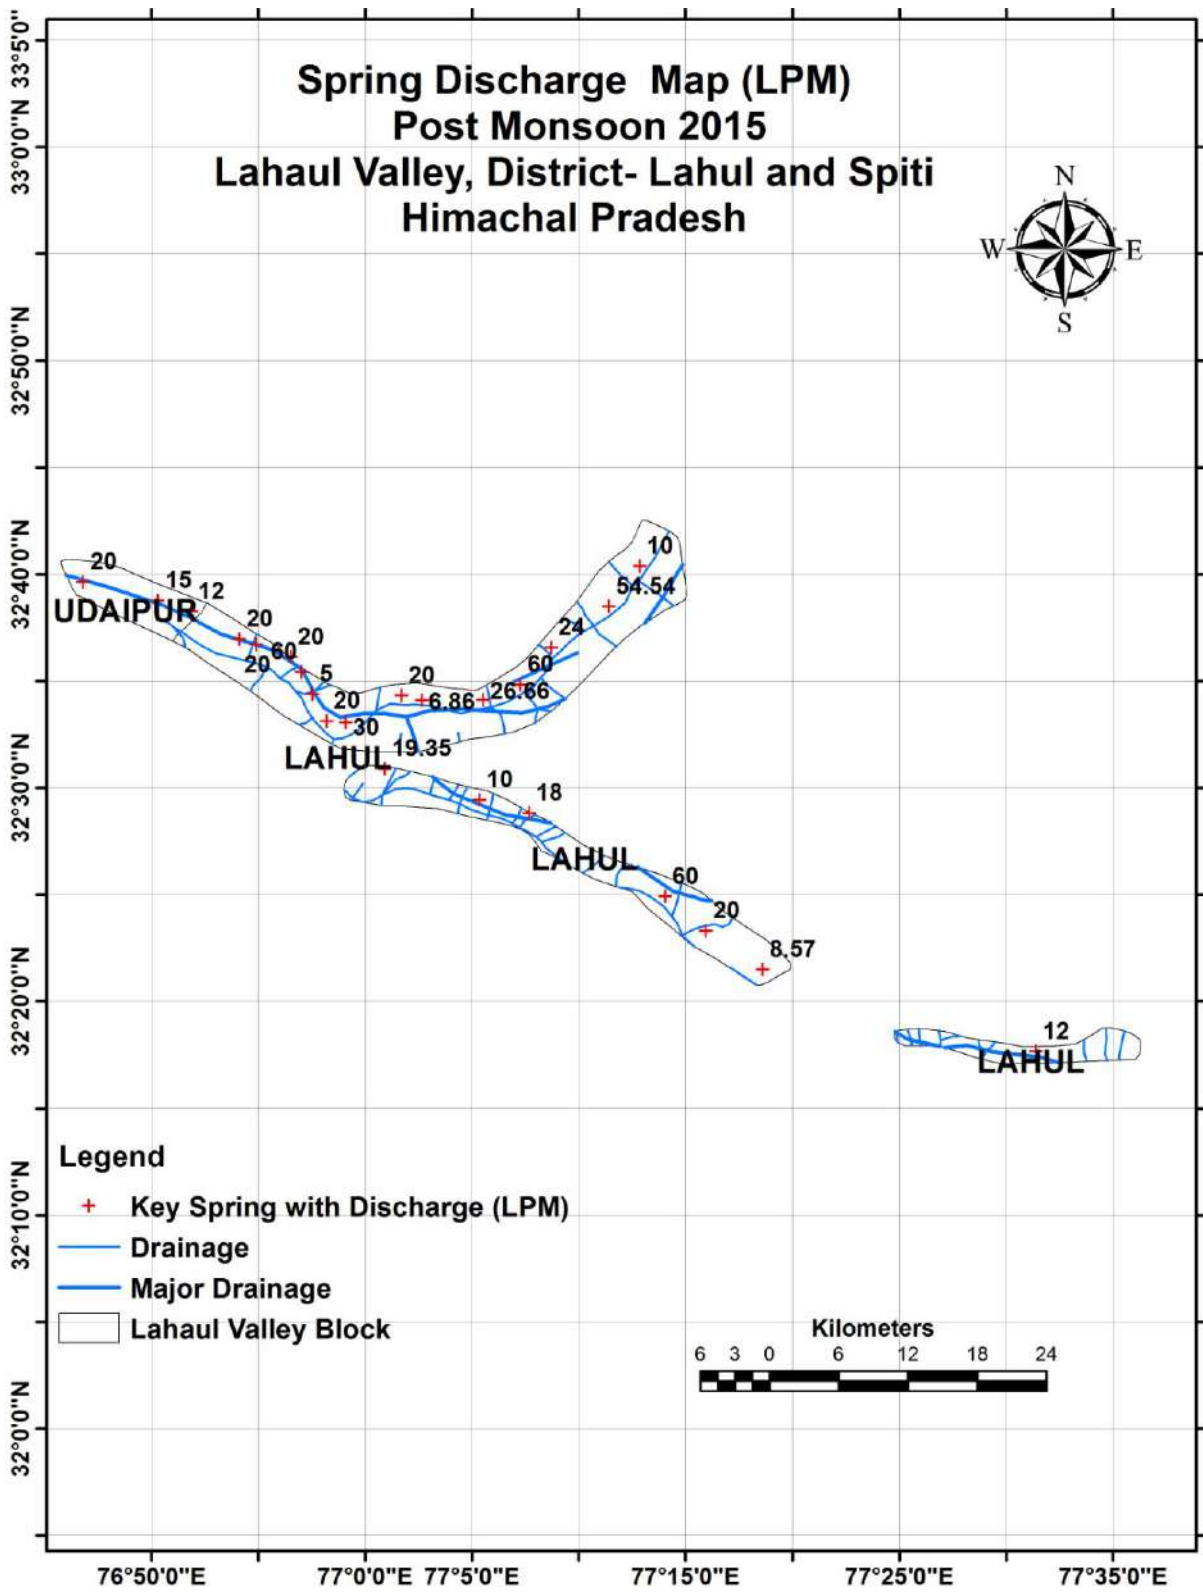 Spring Discharge Map (LPM)
Post Monsoon 2015
Lahaul Valley, District- Lahul and Spiti
Himachal Pradesh
N
W E
S
33°5'0"
33°0'0"N
32°50'0"N
32°40'0"N
32°30'0"N
32°20'0"N
32°10'0"N
32°0'0"N
10
20
54.54
15
12
UDAIPUR
20
24
20
60
20
60
5
20
26.66
6.86
20
30
19.35
LAHUL
10
18
LAHUL
60
20
8.57
12
LAHUL
Legend
Key Spring with Discharge (LPM)
Drainage
Major Drainage
Lahaul Valley Block
Kilometers
6 3 0 6 12 18 24
76°50'0"E 77°0'0"E 77°5'0"E 77°15'0"E 77°25'0"E 77°35'0"E